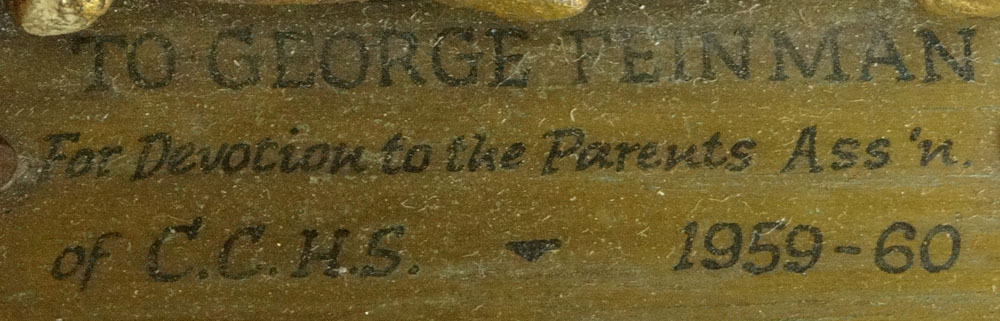 TO GEORGE FEINMAN
For Devotion to the Parents Ass'n.
of C.C.H.S. 1959-60